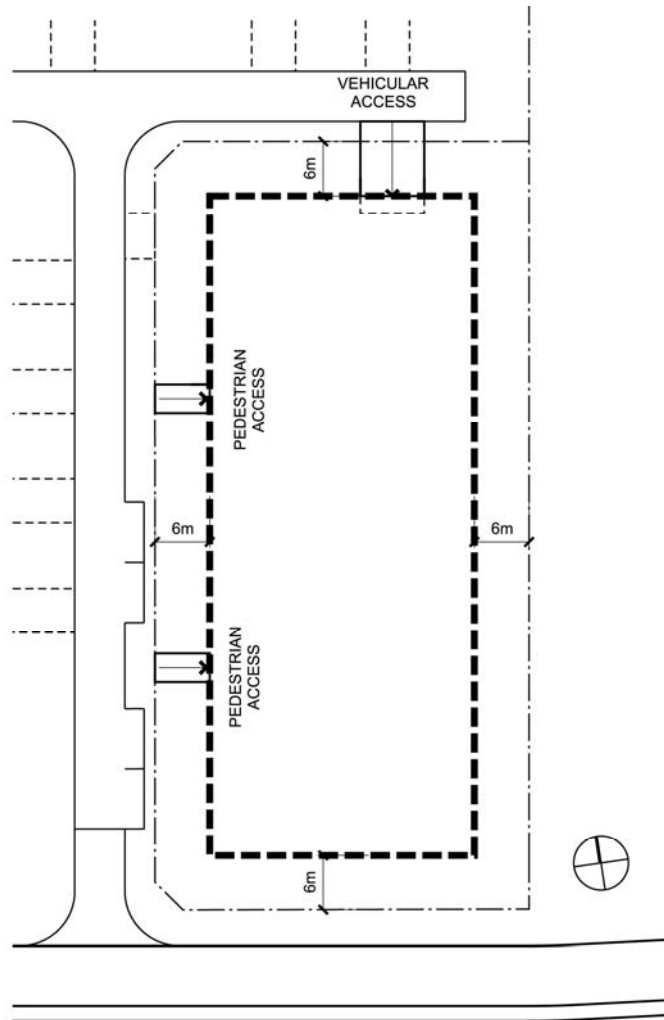 VEHICULAR
ACCESS
6m
PEDESTRIAN
ACCESS
6m
6m
PEDESTRIAN
ACCESS
6m